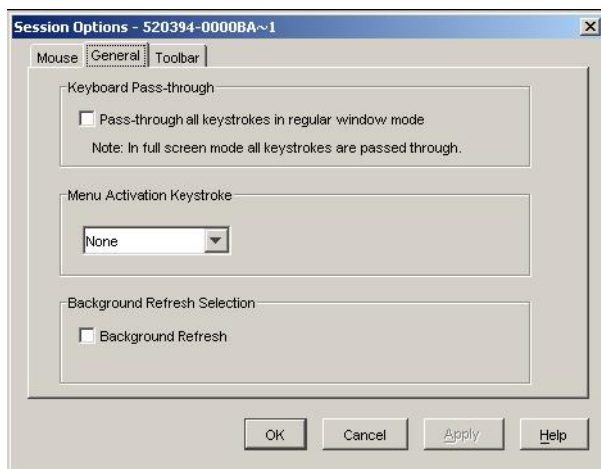 Session Options - 520394-0000BA~1
Mouse General Toolbar
Keyboard Pass-through
Pass-through all keystrokes in regular window mode
Note: In full screen mode all keystrokes are passed through.
Menu Activation Keystroke
None
Background Refresh Selection
Background Refresh
OK Cancel Apply Help